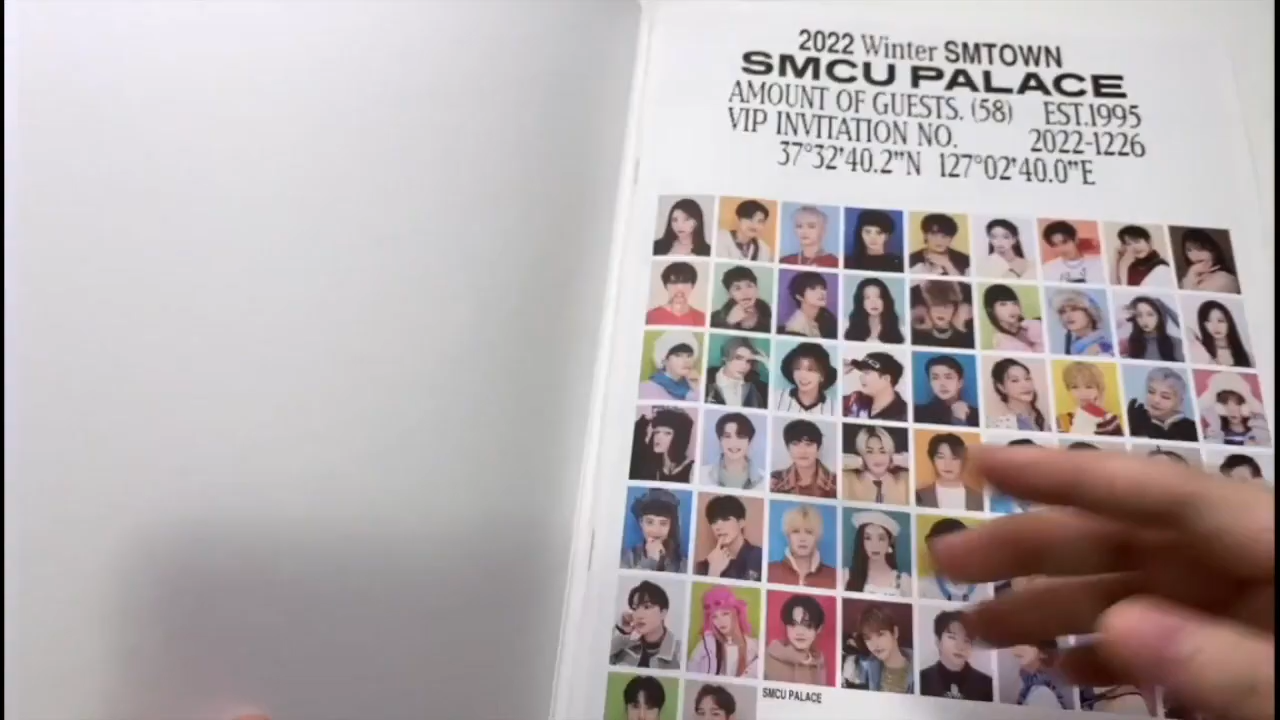 2022 Winter SMTOWN
SMCU PALACE
AMOUNT OF GUESTS. (58) EST.1995
VIP INVITATION NO. 2022-1226
37°32'40.2"N 127°02'40.0"E
SMCU PALACE